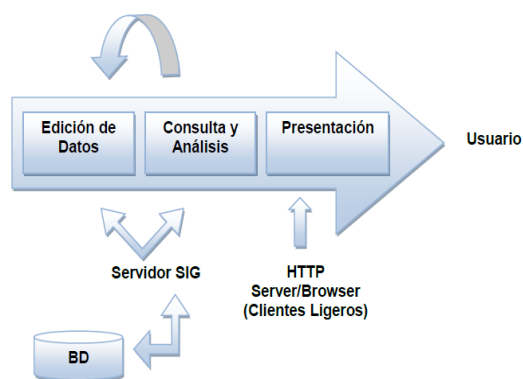 Edición de
Datos
Consulta y
Análisis
Presentación
Usuario
Servidor SIG
HTTP
Server/Browser
(Clientes Ligeros)
BD